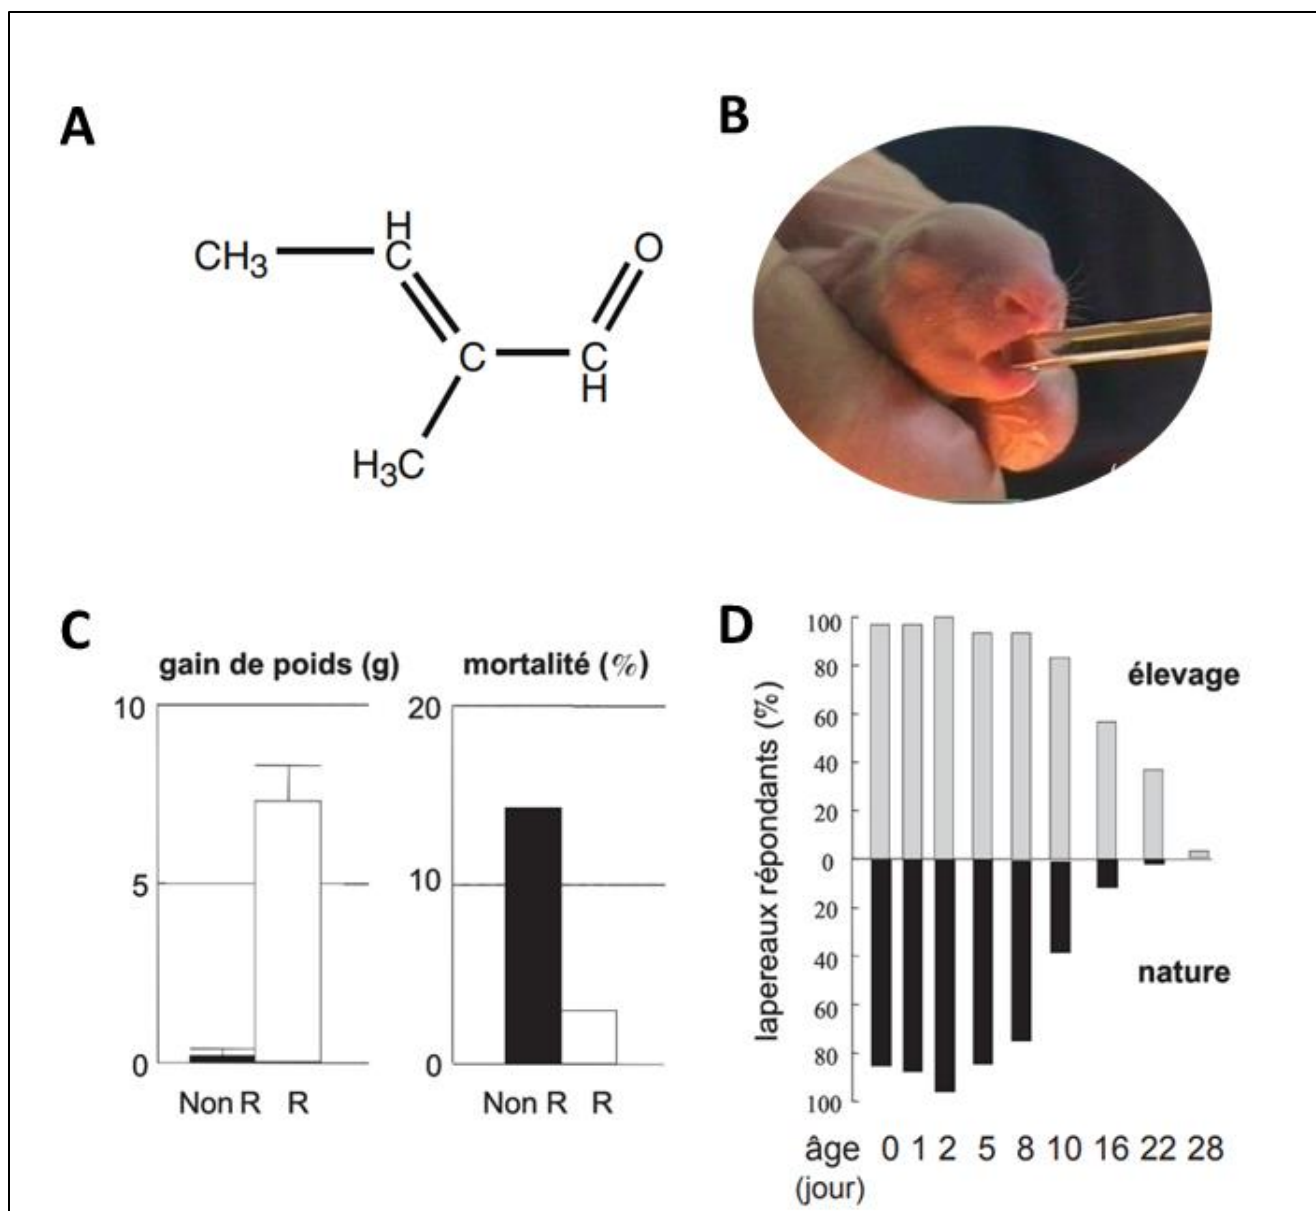 A
B
H
CH3
C
O
C
C
H
H3C
C
D
gain de poids (g)
mortalité (%)
10
5
0
Non R R
20
10
0
Non R R
lapereaux répondants (%)
100
80
60
40
20
0
20
40
60
80
100
élevage
nature
âge 0 1 2 5 8 10 16 22 28
(jour)